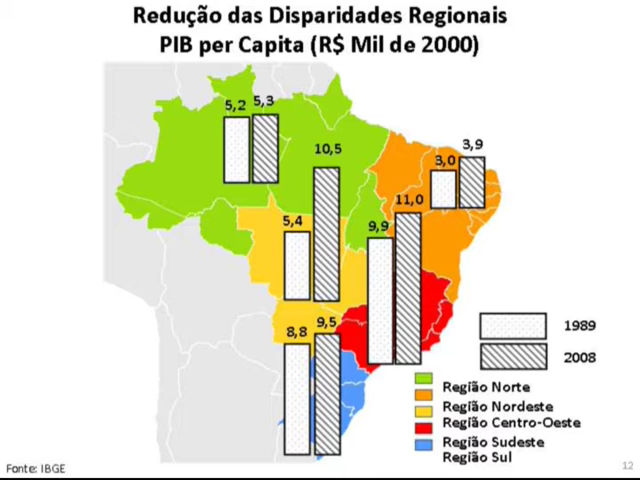 Redução das Disparidades Regionais
PIB per Capita (R$ Mil de 2000)
5,2
5,3
10,5
3,9
3,0
11,0
5,4
9,9
8,8
9,5
1989
2008
Região Norte
Região Nordeste
Região Centro-Oeste
Região Sudeste
Região Sul
Fonte: IBGE
12